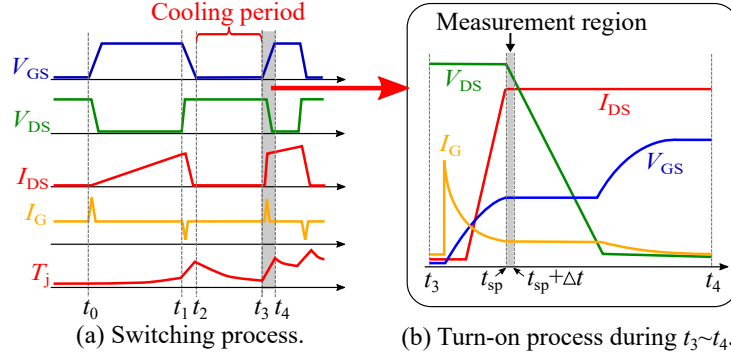 Cooling period
V_GS
V_DS
I_DS
I_G
T_j
t_0
t_1 t_2
t_3 t_4
(a) Switching process.
Measurement region
V_DS
I_DS
I_G
V_GS
t_3
t_sp
t_sp+Δt
t_4
(b) Turn-on process during t_3~t_4.